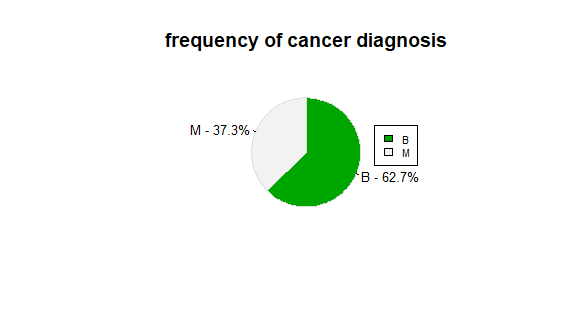 frequency of cancer diagnosis
M - 37.3%
B
M
B - 62.7%